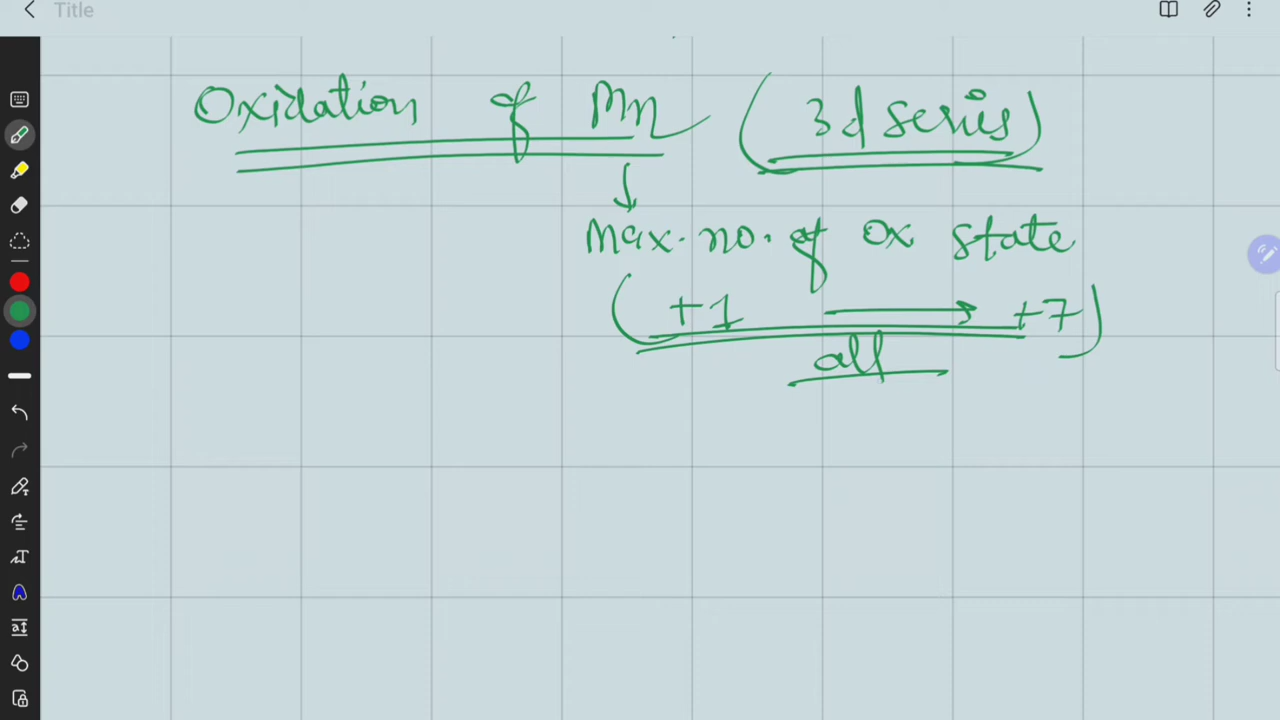 Title
Oxidation of Mn (3d series)
↓
Max. no. of Ox state
(+1 → +7)
all